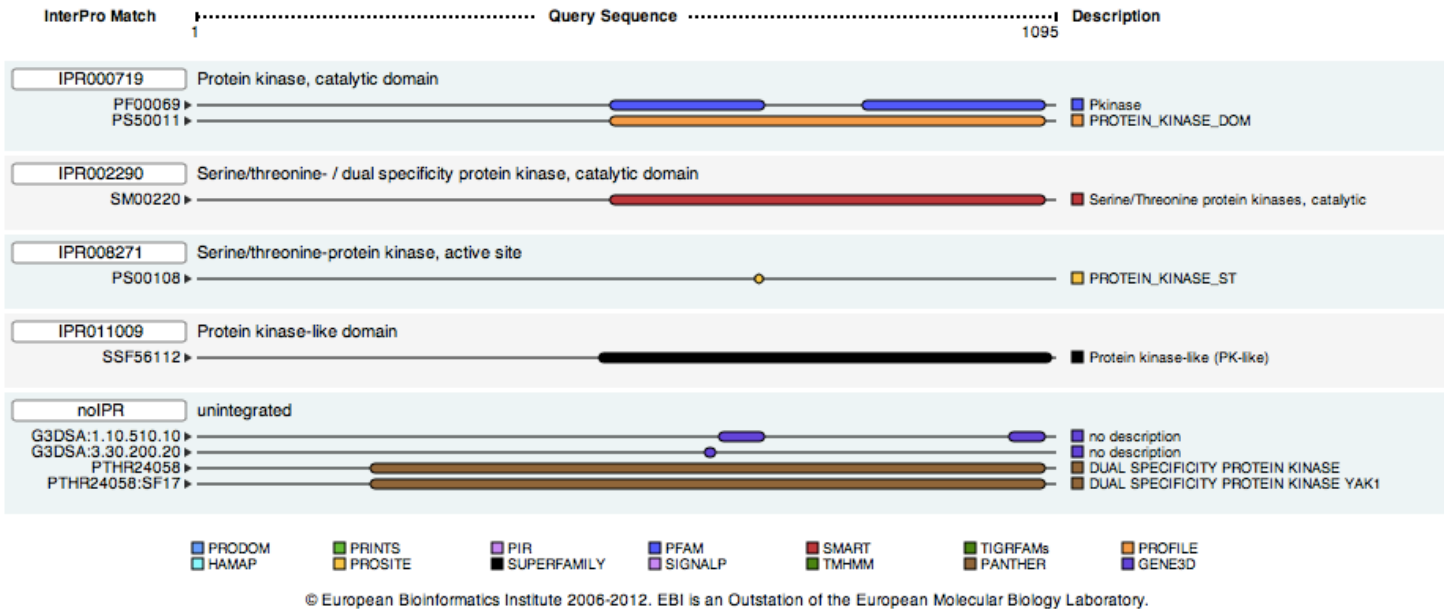 InterPro Match Query Sequence Description
1 1095
IPR000719 Protein kinase, catalytic domain
PF00069 Pkinase
PS50011 PROTEIN_KINASE_DOM
IPR002290 Serine/threonine- / dual specificity protein kinase, catalytic domain
SM00220 Serine/Threonine protein kinases, catalytic
IPR008271 Serine/threonine-protein kinase, active site
PS00108 PROTEIN_KINASE_ST
IPR011009 Protein kinase-like domain
SSF56112 Protein kinase-like (PK-like)
noIPR unintegrated
G3DSA:1.10.510.10 no description
G3DSA:3.30.200.20 no description
PTHR24058 DUAL SPECIFICITY PROTEIN KINASE
PTHR24058:SF17 DUAL SPECIFICITY PROTEIN KINASE YAK1
PRODOM PRINTS PIR PFAM SMART TIGRFAMs PROFILE
HAMAP PROSITE SUPERFAMILY SIGNALP TMHMM PANTHER GENE3D
© European Bioinformatics Institute 2006-2012. EBI is an Outstation of the European Molecular Biology Laboratory.